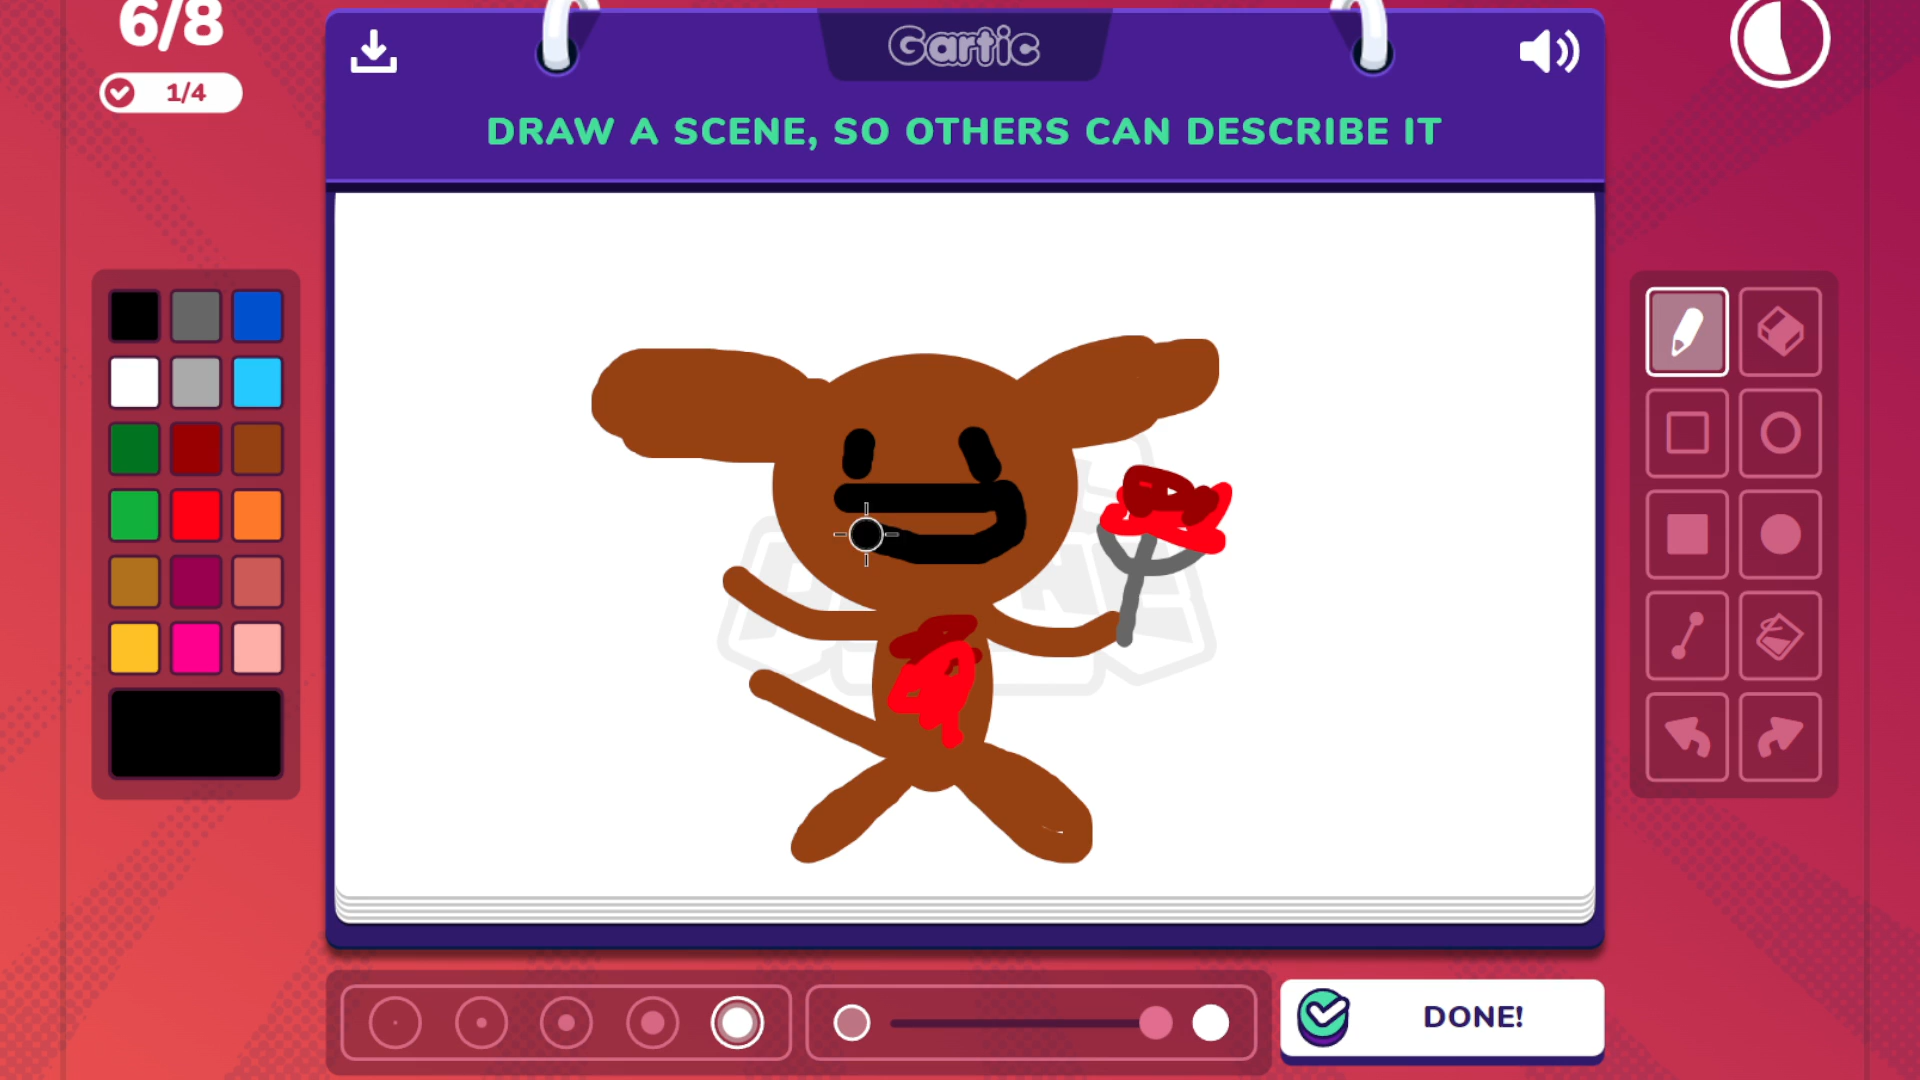 6/8
1/4
Gartic
DRAW A SCENE, SO OTHERS CAN DESCRIBE IT
DONE!